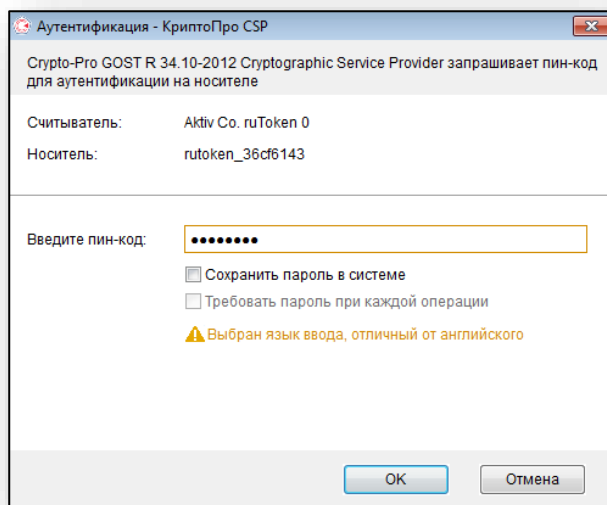 Аутентификация - КриптоПро CSP
Crypto-Pro GOST R 34.10-2012 Cryptographic Service Provider запрашивает пин-код
для аутентификации на носителе
Считыватель: Aktiv Co. ruToken 0
Носитель: rutoken_36cf6143
Введите пин-код: ●●●●●●●●
Сохранить пароль в системе
Требовать пароль при каждой операции
Выбран язык ввода, отличный от английского
OK Отмена